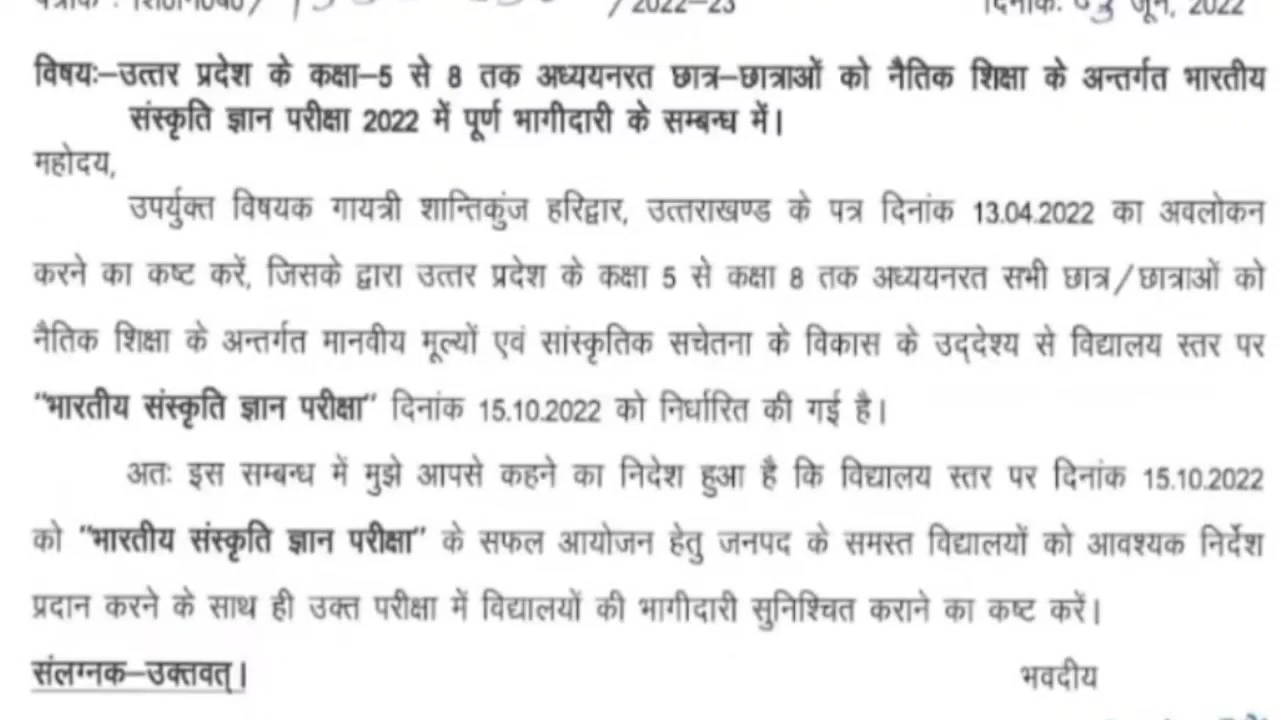 /2022–23 जून, 2022
विषयः–उत्तर प्रदेश के कक्षा–5 से 8 तक अध्ययनरत छात्र–छात्राओं को नैतिक शिक्षा के अन्तर्गत भारतीय
संस्कृति ज्ञान परीक्षा 2022 में पूर्ण भागीदारी के सम्बन्ध में।
महोदय,
उपर्युक्त विषयक गायत्री शान्तिकुंज हरिद्वार, उत्तराखण्ड के पत्र दिनांक 13.04.2022 का अवलोकन
करने का कष्ट करें, जिसके द्वारा उत्तर प्रदेश के कक्षा 5 से कक्षा 8 तक अध्ययनरत सभी छात्र/छात्राओं को
नैतिक शिक्षा के अन्तर्गत मानवीय मूल्यों एवं सांस्कृतिक सचेतना के विकास के उद्देश्य से विद्यालय स्तर पर
"भारतीय संस्कृति ज्ञान परीक्षा" दिनांक 15.10.2022 को निर्धारित की गई है।
अतः इस सम्बन्ध में मुझे आपसे कहने का निदेश हुआ है कि विद्यालय स्तर पर दिनांक 15.10.2022
को "भारतीय संस्कृति ज्ञान परीक्षा" के सफल आयोजन हेतु जनपद के समस्त विद्यालयों को आवश्यक निर्देश
प्रदान करने के साथ ही उक्त परीक्षा में विद्यालयों की भागीदारी सुनिश्चित कराने का कष्ट करें।
संलग्नक–उक्तवत्।
भवदीय